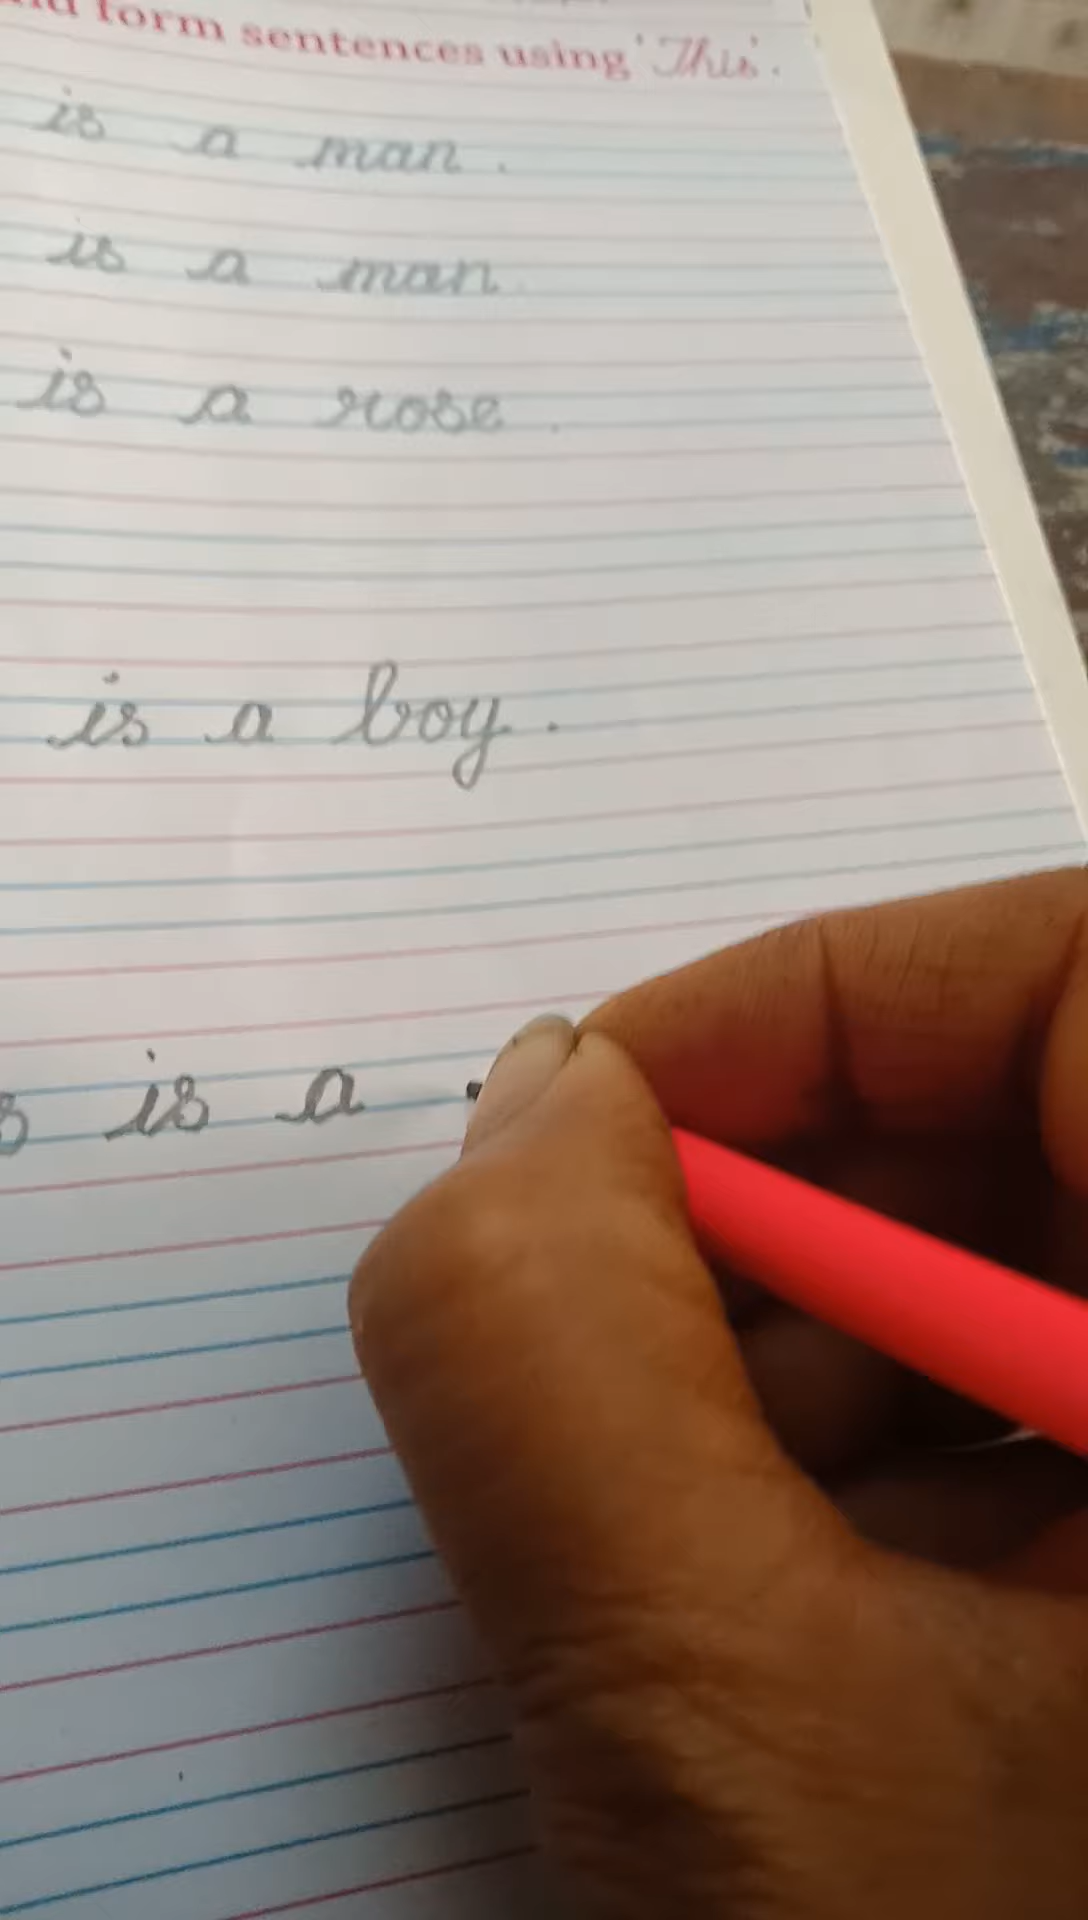 form sentences using 'This'.
is a man.
is a man.
is a rose.
is a boy.
s is a